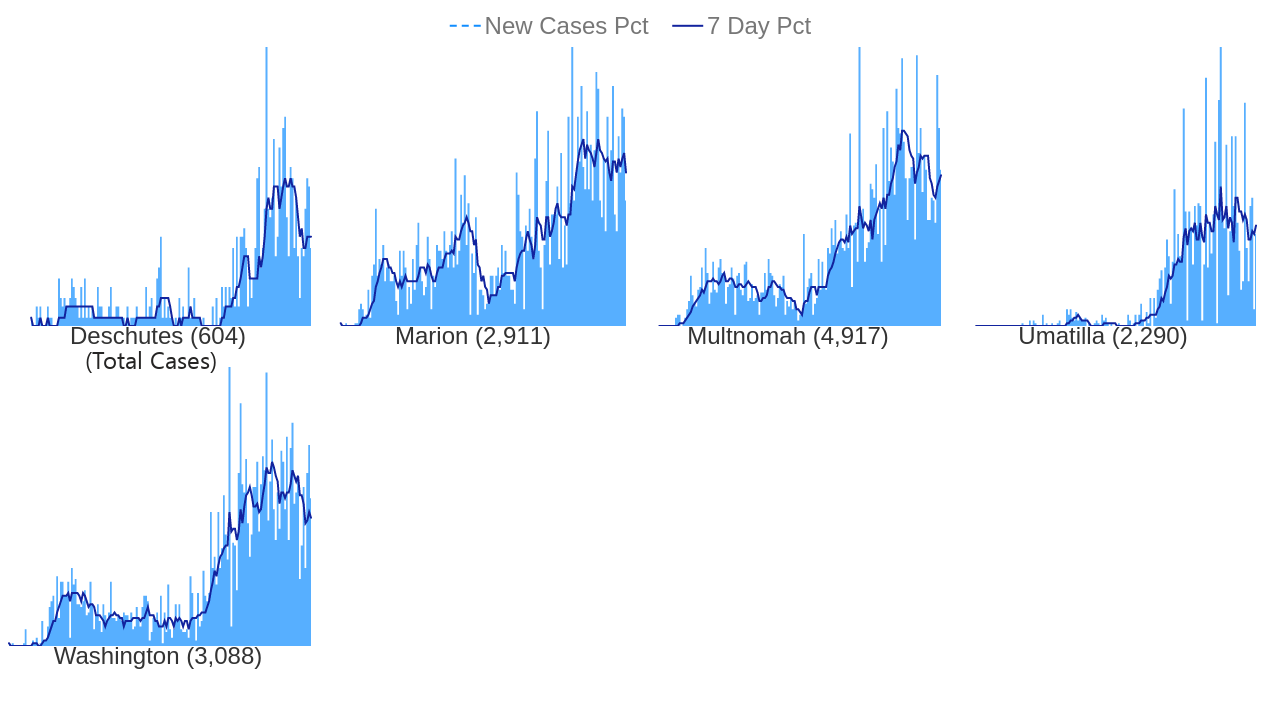 New Cases Pct 7 Day Pct
Deschutes (604)
(Total Cases)
Marion (2,911)
Multnomah (4,917)
Umatilla (2,290)
Washington (3,088)